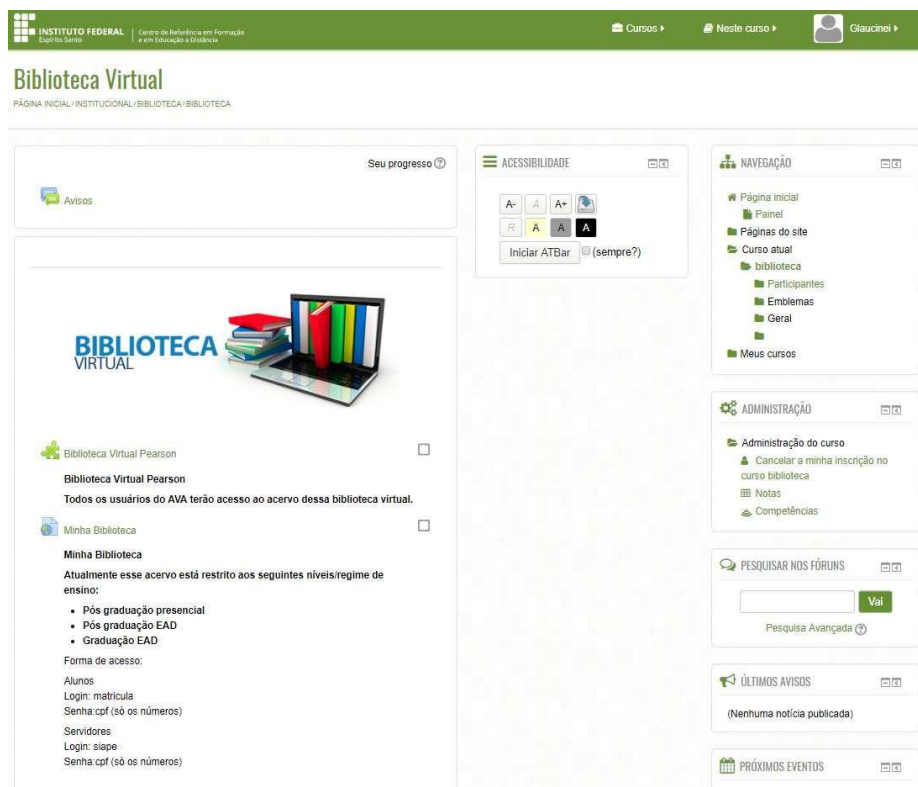 INSTITUTO FEDERAL
Espírito Santo
Centro de Referência em Formação
e em Educação a Distância
Cursos
Neste curso
Glaucinei
Biblioteca Virtual
PÁGINA INICIAL›INSTITUCIONAL›BIBLIOTECA›BIBLIOTECA
Seu progresso
Avisos
BIBLIOTECA
VIRTUAL
Biblioteca Virtual Pearson
Biblioteca Virtual Pearson
Todos os usuários do AVA terão acesso ao acervo dessa biblioteca virtual.
Minha Biblioteca
Minha Biblioteca
Atualmente esse acervo está restrito aos seguintes níveis/regime de
ensino:
• Pós graduação presencial
• Pós graduação EAD
• Graduação EAD
Forma de acesso:
Alunos
Login: matricula
Senha:cpf (só os números)
Servidores
Login: siape
Senha:cpf (só os números)
ACESSIBILIDADE
A- A A+
R A A A
Iniciar ATBar (sempre?)
NAVEGAÇÃO
Página inicial
Painel
Páginas do site
Curso atual
biblioteca
Participantes
Emblemas
Geral
Meus cursos
ADMINISTRAÇÃO
Administração do curso
Cancelar a minha inscrição no
curso biblioteca
Notas
Competências
PESQUISAR NOS FÓRUNS
Vai
Pesquisa Avançada
ÚLTIMOS AVISOS
(Nenhuma notícia publicada)
PRÓXIMOS EVENTOS